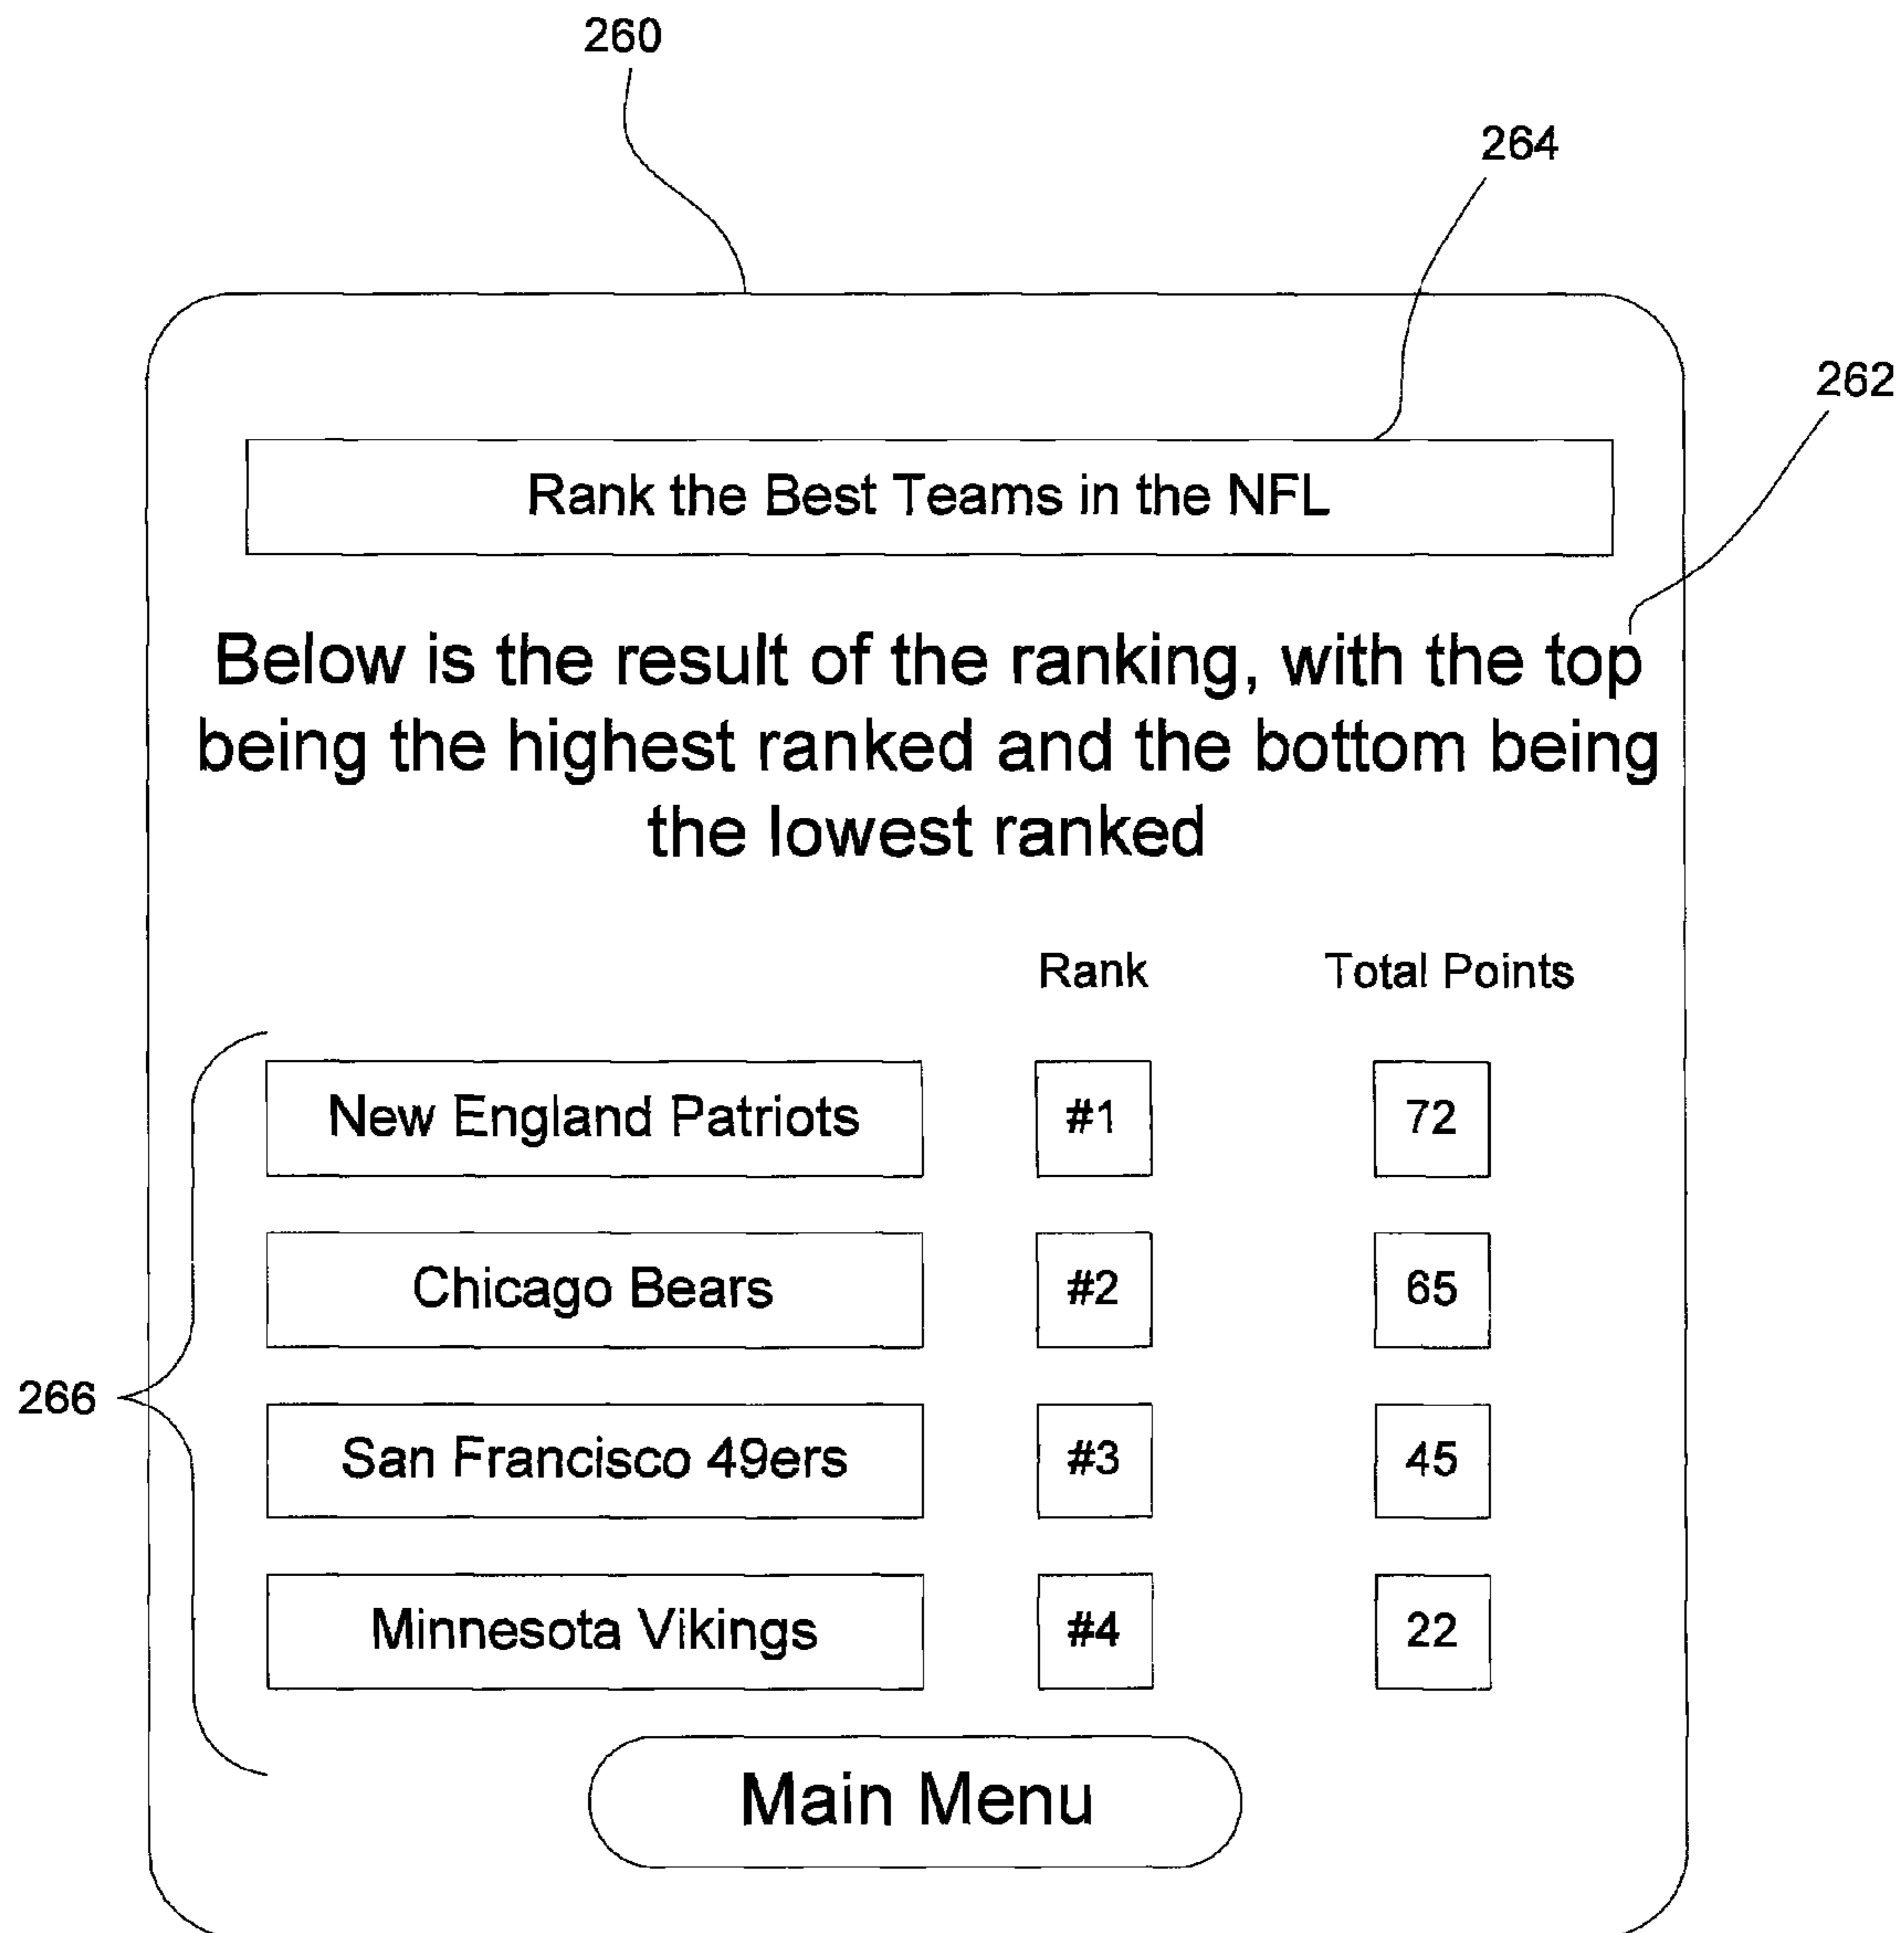 260
264
262
Rank the Best Teams in the NFL
Below is the result of the ranking, with the top
being the highest ranked and the bottom being
the lowest ranked
Rank Total Points
New England Patriots #1 72
Chicago Bears #2 65
266
San Francisco 49ers #3 45
Minnesota Vikings #4 22
Main Menu